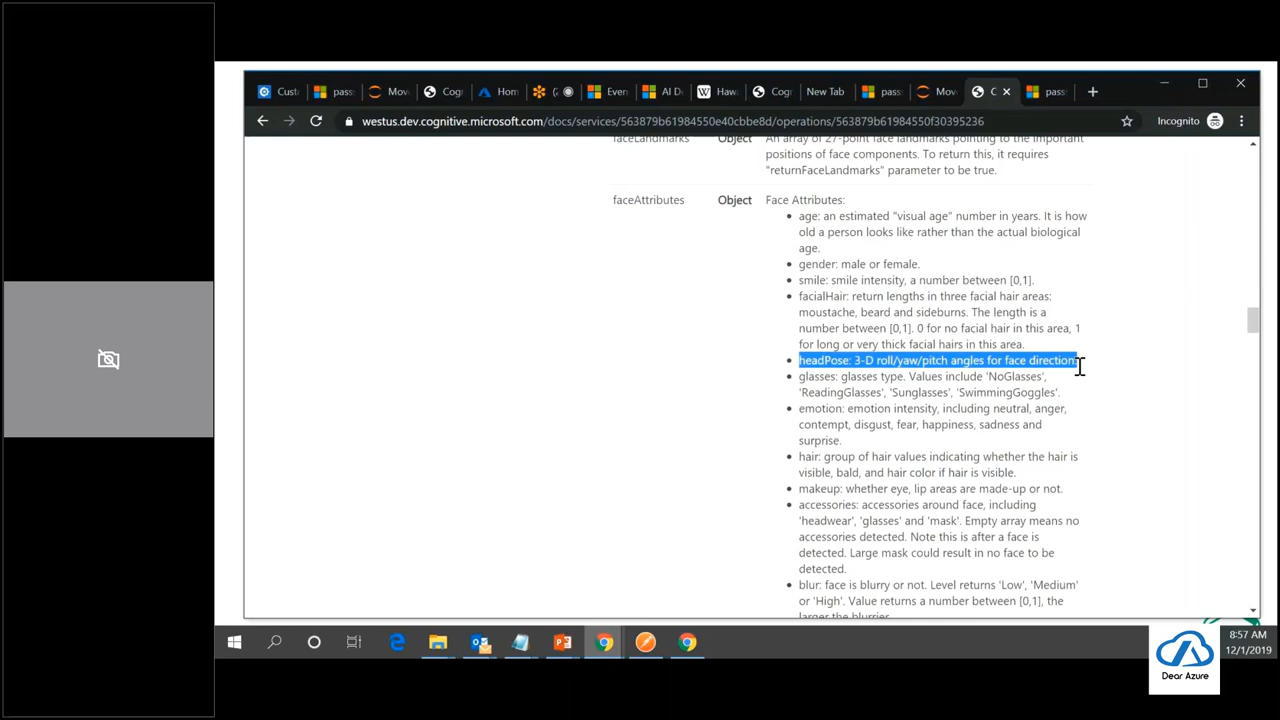 Custo
pass
Mov
Cogr
Hom
(2
Even
AI D
Haw
Cogr
New Tab
pass
Mov
C
pass
westus.dev.cognitive.microsoft.com/docs/services/563879b61984550e40cbbe8d/operations/563879b61984550f30395236
Incognito
faceLandmarks
Object
An array of 27-point face landmarks pointing to the important
positions of face components. To return this, it requires
"returnFaceLandmarks" parameter to be true.
faceAttributes
Object
Face Attributes:
age: an estimated "visual age" number in years. It is how
old a person looks like rather than the actual biological
age.
gender: male or female.
smile: smile intensity, a number between [0,1].
facialHair: return lengths in three facial hair areas:
moustache, beard and sideburns. The length is a
number between [0,1]. 0 for no facial hair in this area, 1
for long or very thick facial hairs in this area.
headPose: 3-D roll/yaw/pitch angles for face direction.
glasses: glasses type. Values include 'NoGlasses',
'ReadingGlasses', 'Sunglasses', 'SwimmingGoggles'.
emotion: emotion intensity, including neutral, anger,
contempt, disgust, fear, happiness, sadness and
surprise.
hair: group of hair values indicating whether the hair is
visible, bald, and hair color if hair is visible.
makeup: whether eye, lip areas are made-up or not.
accessories: accessories around face, including
'headwear', 'glasses' and 'mask'. Empty array means no
accessories detected. Note this is after a face is
detected. Large mask could result in no face to be
detected.
blur: face is blurry or not. Level returns 'Low', 'Medium'
or 'High'. Value returns a number between [0,1], the
larger the blurrier.
8:57 AM
12/1/2019
Dear Azure